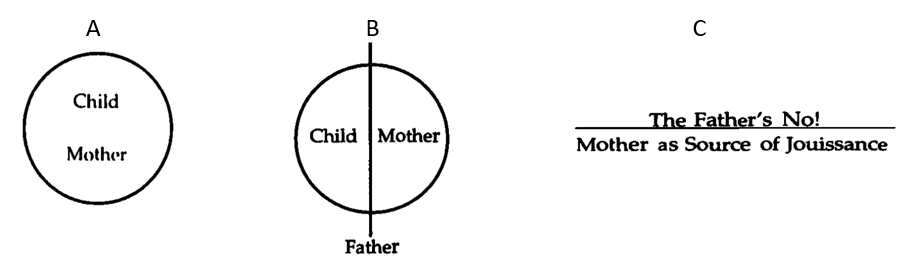 A
Child
Mother
B
Child Mother
Father
C
The Father's No!
Mother as Source of Jouissance